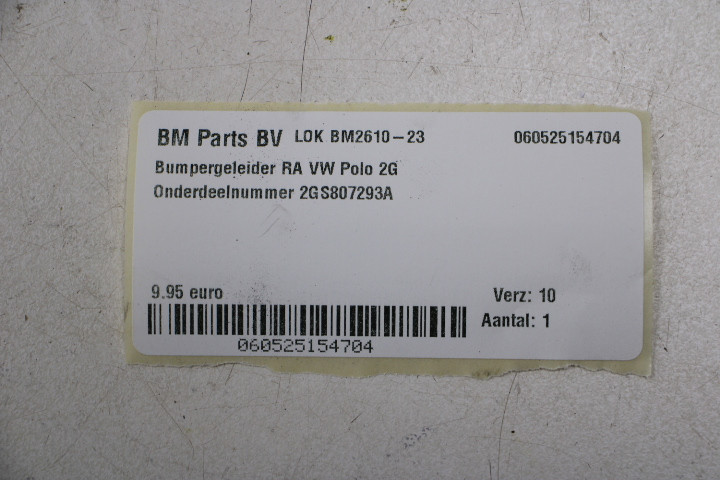 BM Parts BV LOK BM2610-23 060525154704
Bumpergeleider RA VW Polo 2G
Onderdeelnummer 2GS807293A
9.95 euro Verz: 10
Aantal: 1
060525154704